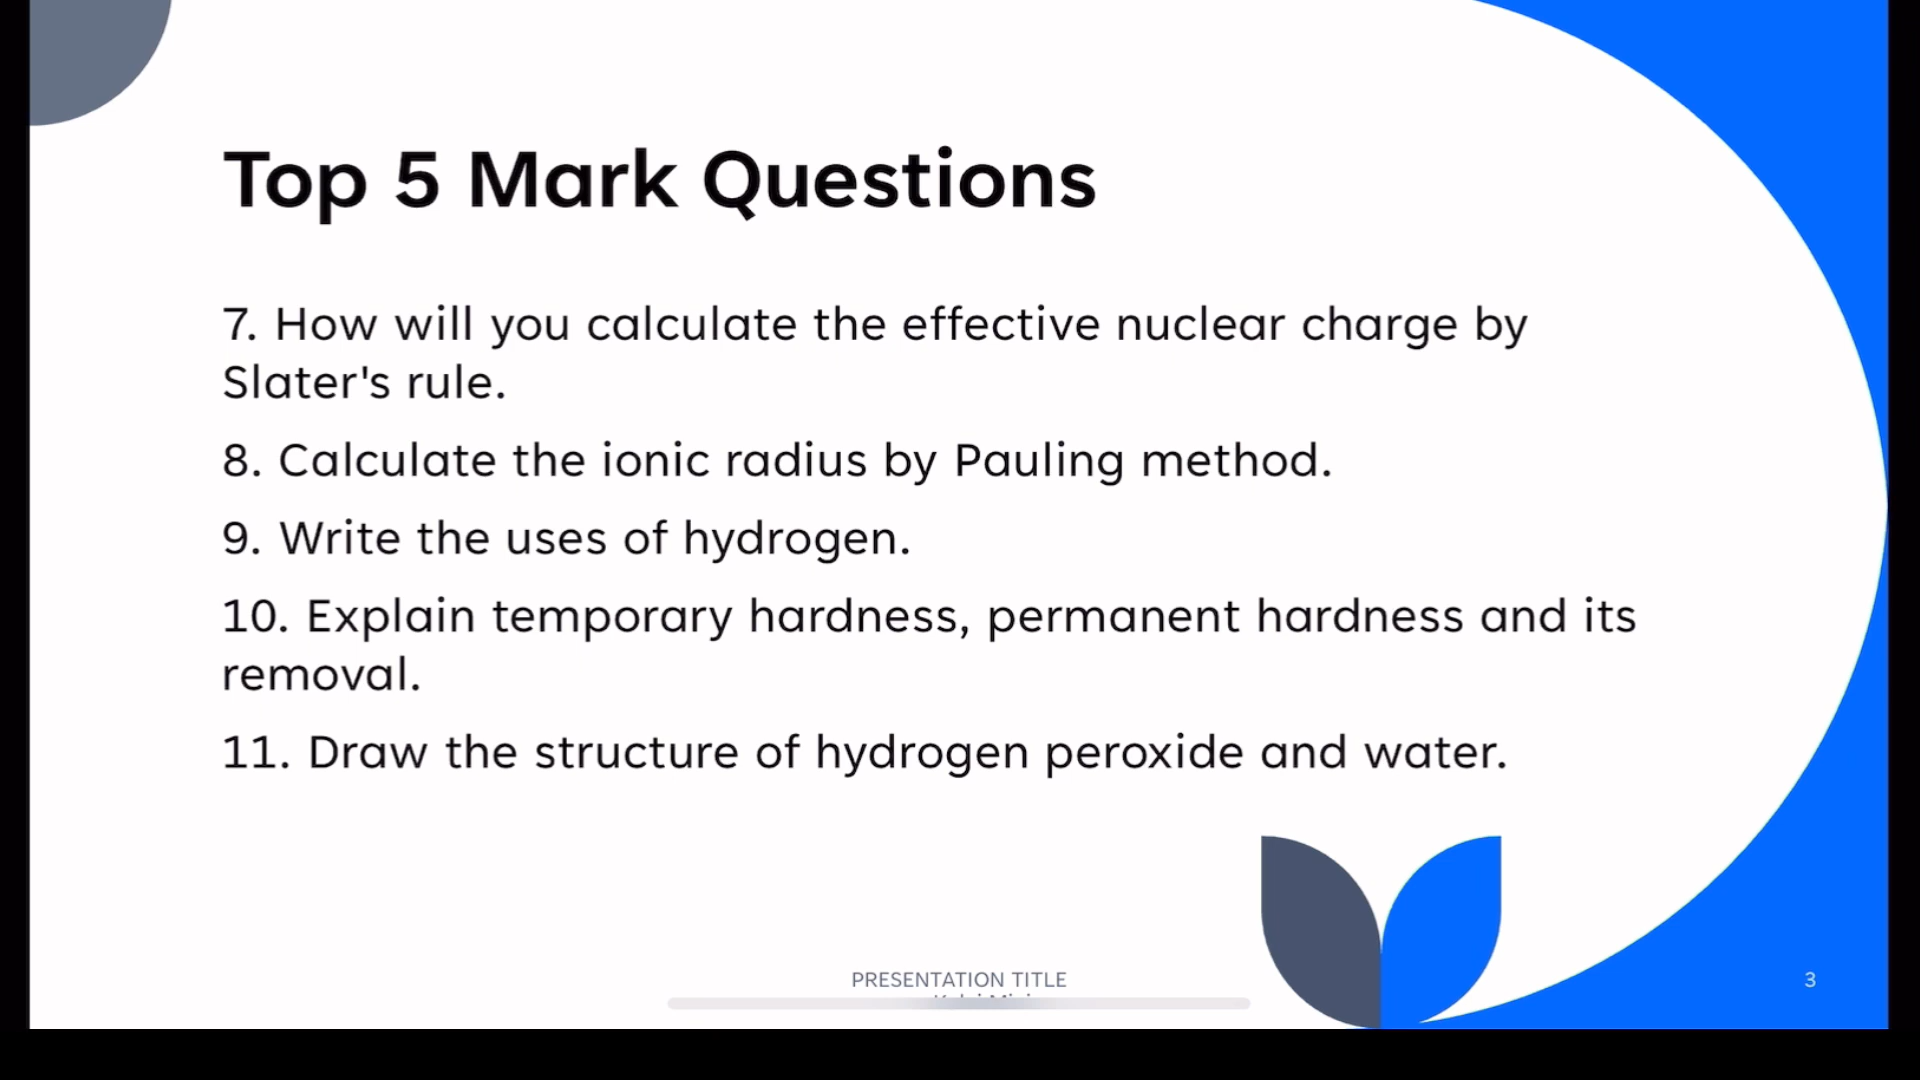 Top 5 Mark Questions
7. How will you calculate the effective nuclear charge by
Slater's rule.
8. Calculate the ionic radius by Pauling method.
9. Write the uses of hydrogen.
10. Explain temporary hardness, permanent hardness and its
removal.
11. Draw the structure of hydrogen peroxide and water.
PRESENTATION TITLE
3